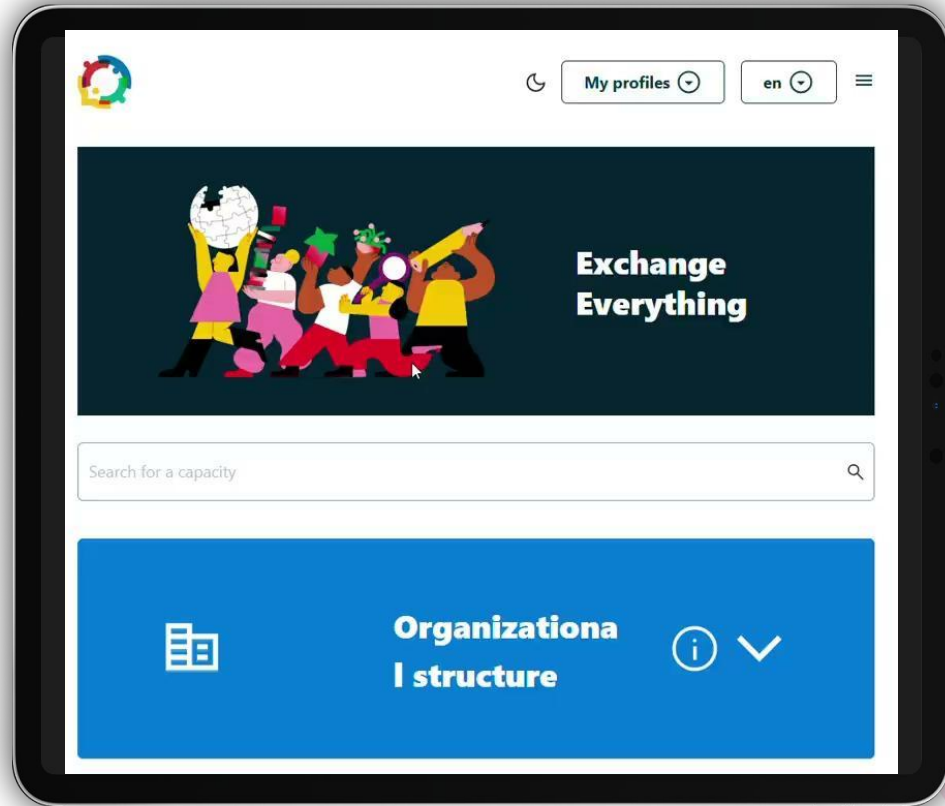 My profiles
en
Exchange
Everything
Search for a capacity
Organizationa
l structure